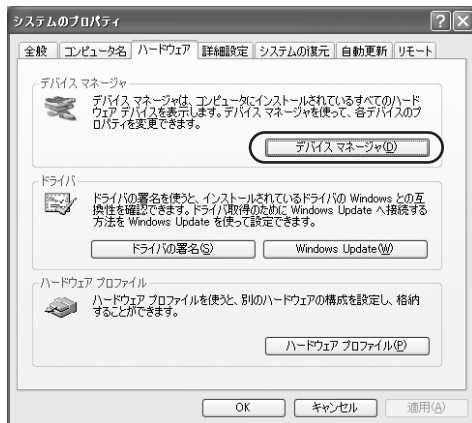 システムのプロパティ
全般 コンピュータ名 ハードウェア 詳細設定 システムの復元 自動更新 リモート
デバイス マネージャ
デバイス マネージャは、コンピュータにインストールされているすべてのハード
ウェア デバイスを表示します。デバイス マネージャを使って、各デバイスのプ
ロパティを変更できます。
デバイス マネージャ(D)
ドライバ
ドライバの署名を使うと、インストールされているドライバの Windows との互
換性を確認できます。ドライバ取得のために Windows Update へ接続する
方法を Windows Update を使って設定できます。
ドライバの署名(S) Windows Update(W)
ハードウェア プロファイル
ハードウェア プロファイルを使うと、別のハードウェアの構成を設定し、格納
することができます。
ハードウェア プロファイル(P)
OK キャンセル 適用(A)